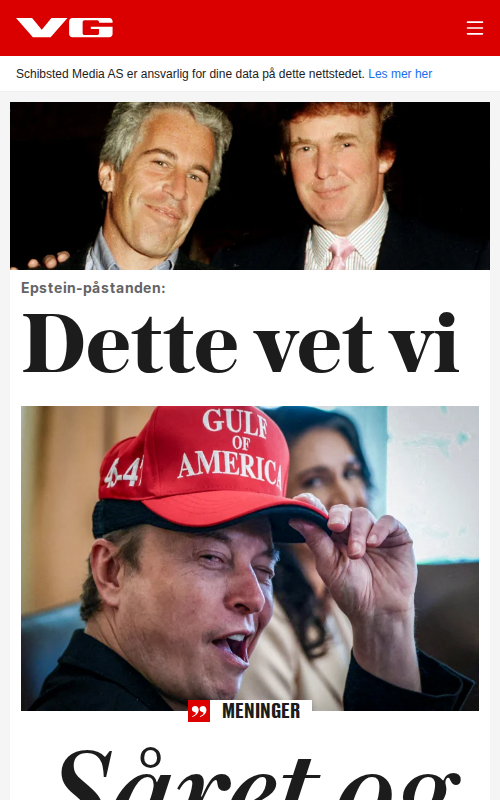 VG
Schibsted Media AS er ansvarlig for dine data på dette nettstedet. Les mer her
Epstein-påstanden:
Dette vet vi
GULF
OF
AMERICA
MENINGER
Såret og